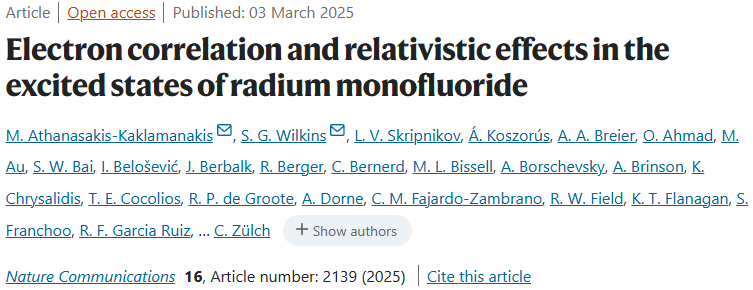 Article | Open access | Published: 03 March 2025
Electron correlation and relativistic effects in the
excited states of radium monofluoride
M. Athanasakis-Kaklamanakis, S. G. Wilkins, L. V. Skripnikov, Á. Koszorús, A. A. Breier, O. Ahmad, M.
Au, S. W. Bai, I. Belošević, J. Berbalk, R. Berger, C. Bernerd, M. L. Bissell, A. Borschevsky, A. Brinson, K.
Chrysalidis, T. E. Cocolios, R. P. de Groote, A. Dorne, C. M. Fajardo-Zambrano, R. W. Field, K. T. Flanagan, S.
Franchoo, R. F. Garcia Ruiz, ... C. Zülch + Show authors
Nature Communications 16, Article number: 2139 (2025) | Cite this article